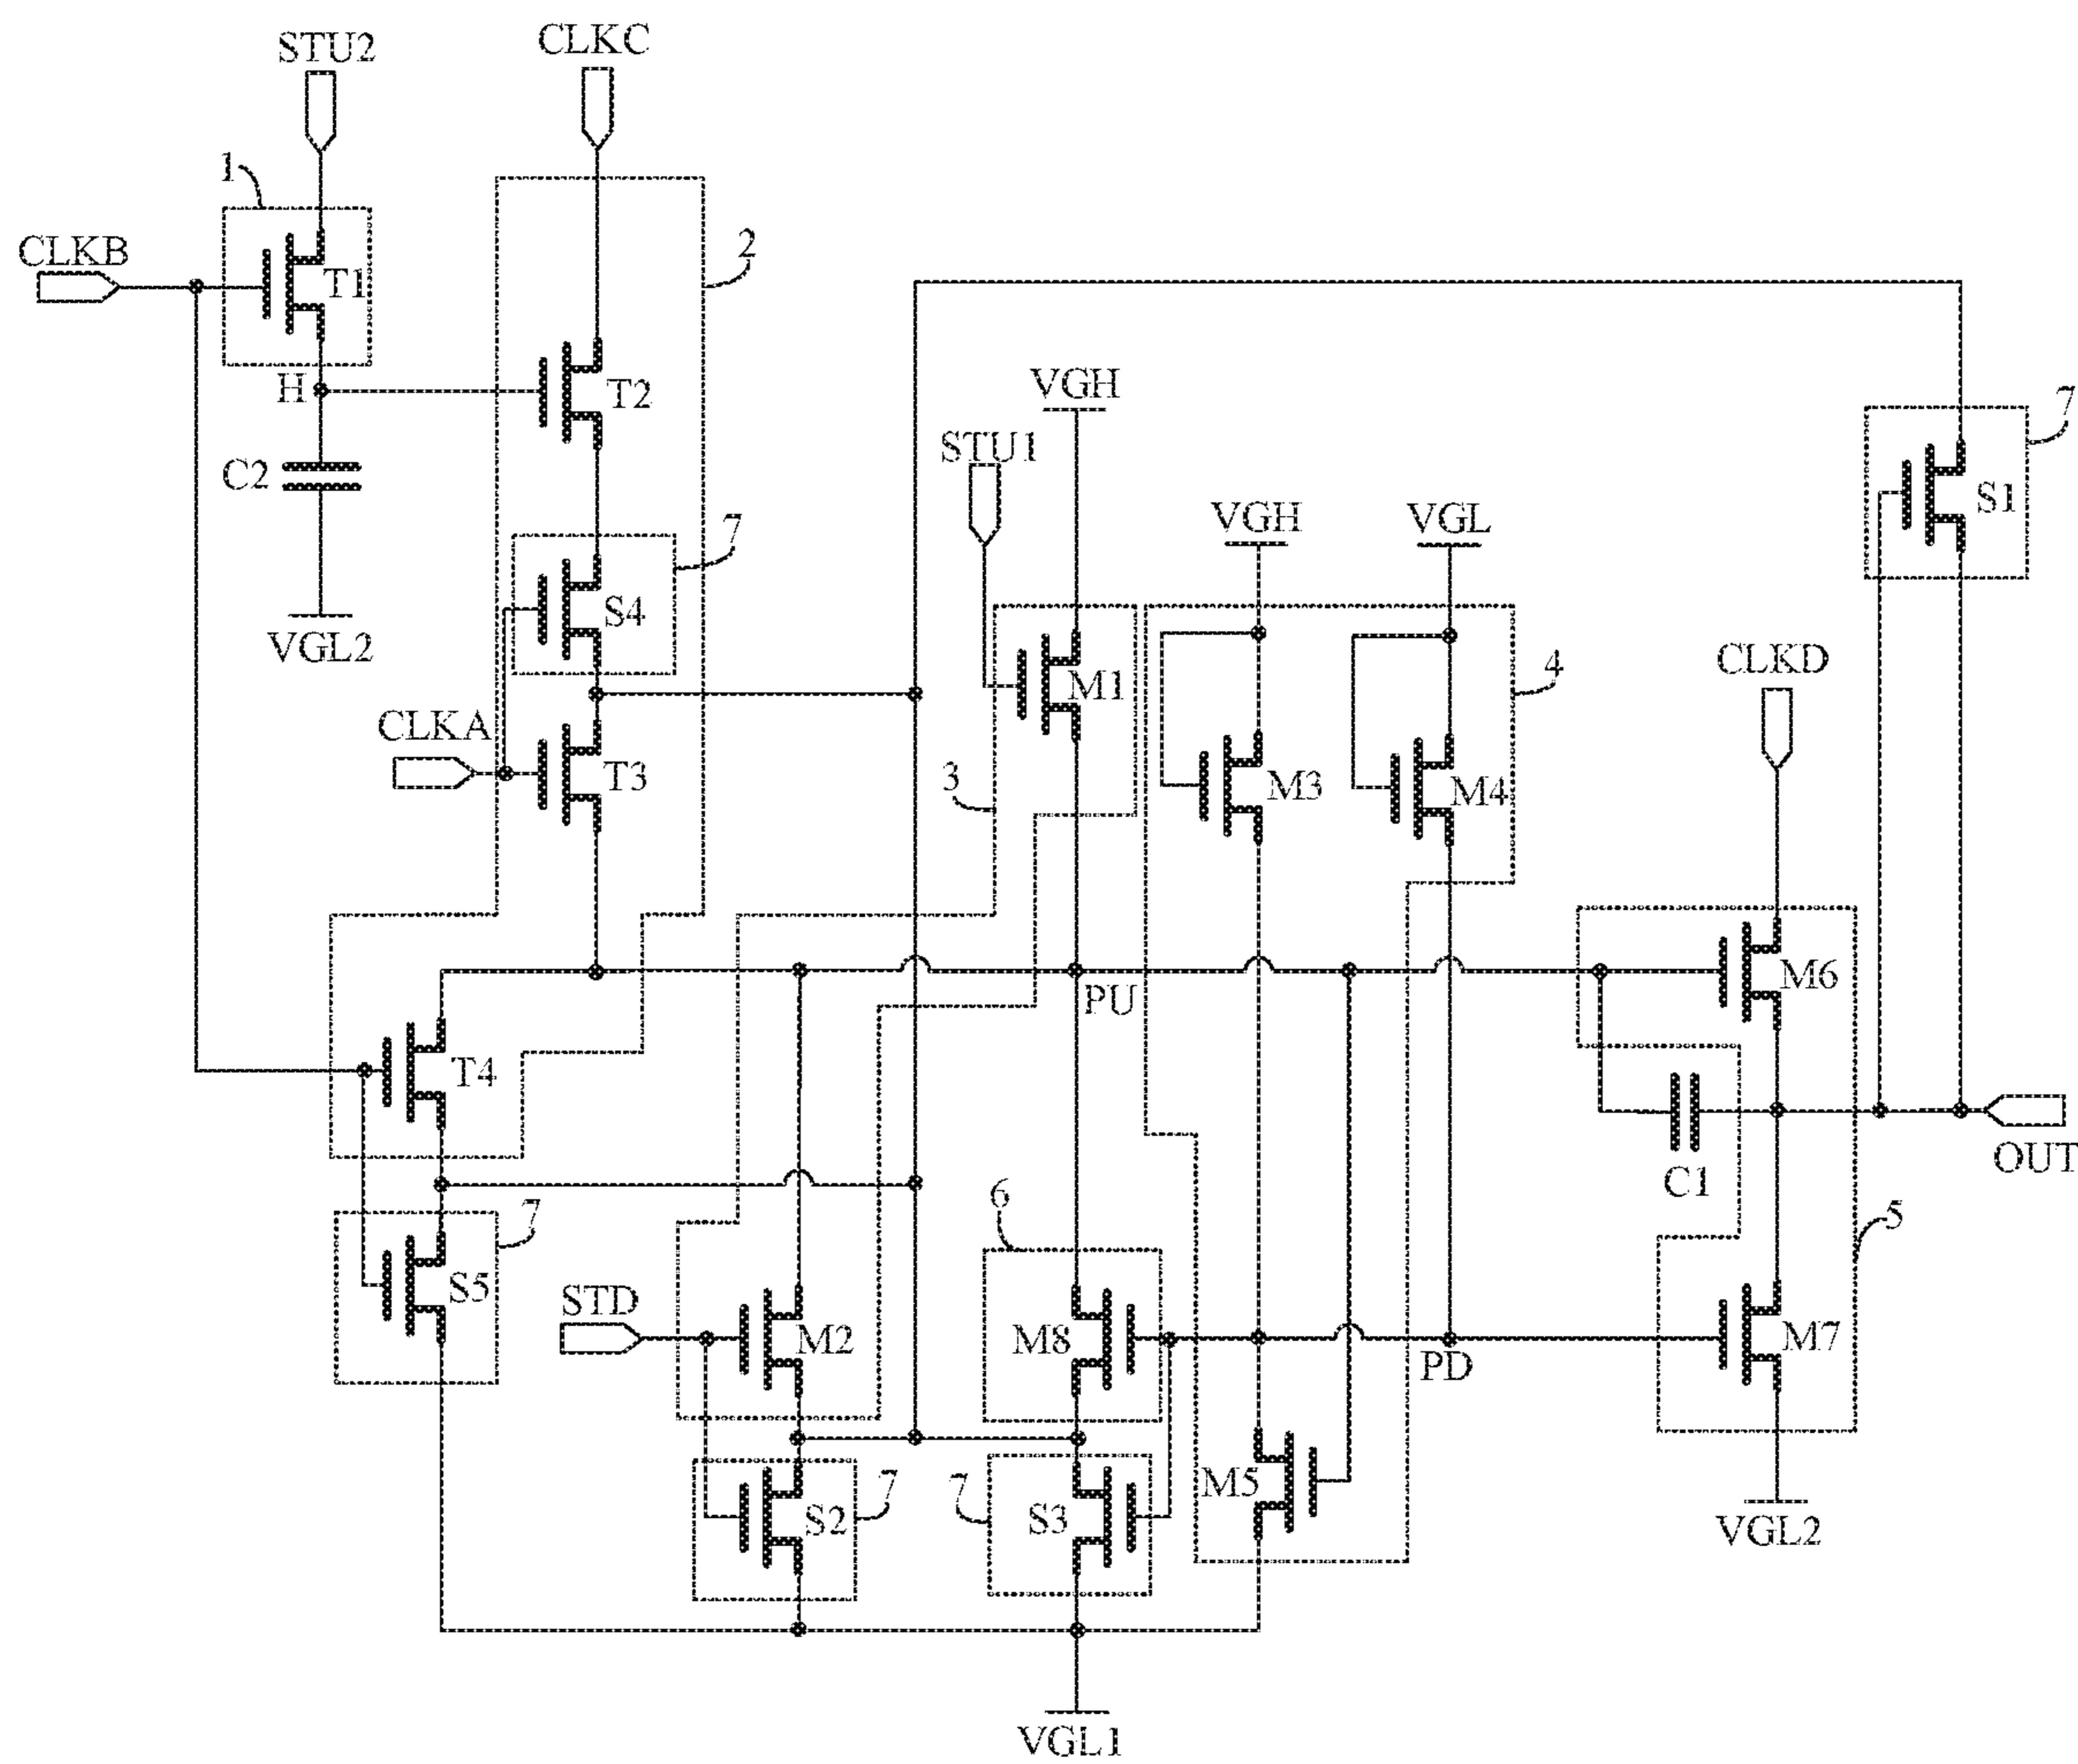 STU2
CLKC
1
CLKB
T1
2
H
T2
VGH
7
C2
STU1
S1
7
VGH
VGL
S4
VGL2
M1
4
CLKD
CLKA
T3
3
M3
M4
M6
PU
T4
C1
OUT
6
7
5
S5
STD
M2
M8
PD
M7
M5
7
7
S2
S3
VGL2
VGL1